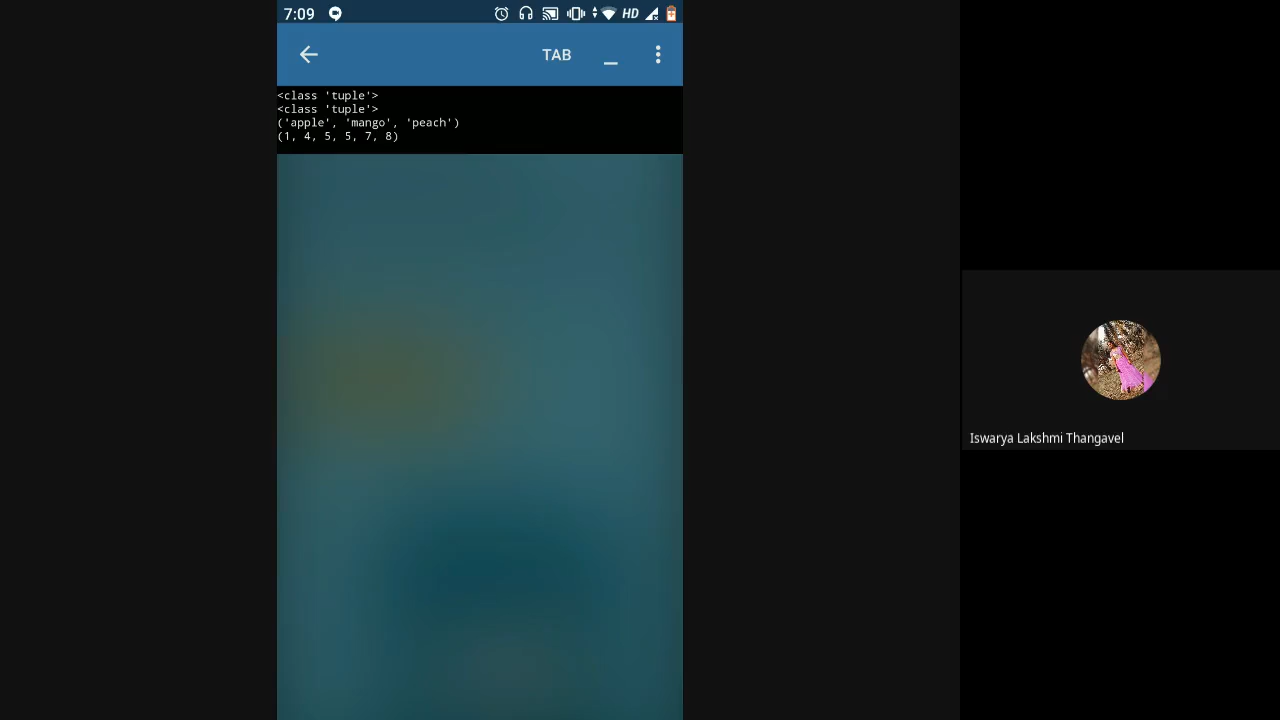 7:09
HD
TAB
<class 'tuple'>
<class 'tuple'>
('apple', 'mango', 'peach')
(1, 4, 5, 5, 7, 8)
Iswarya Lakshmi Thangavel